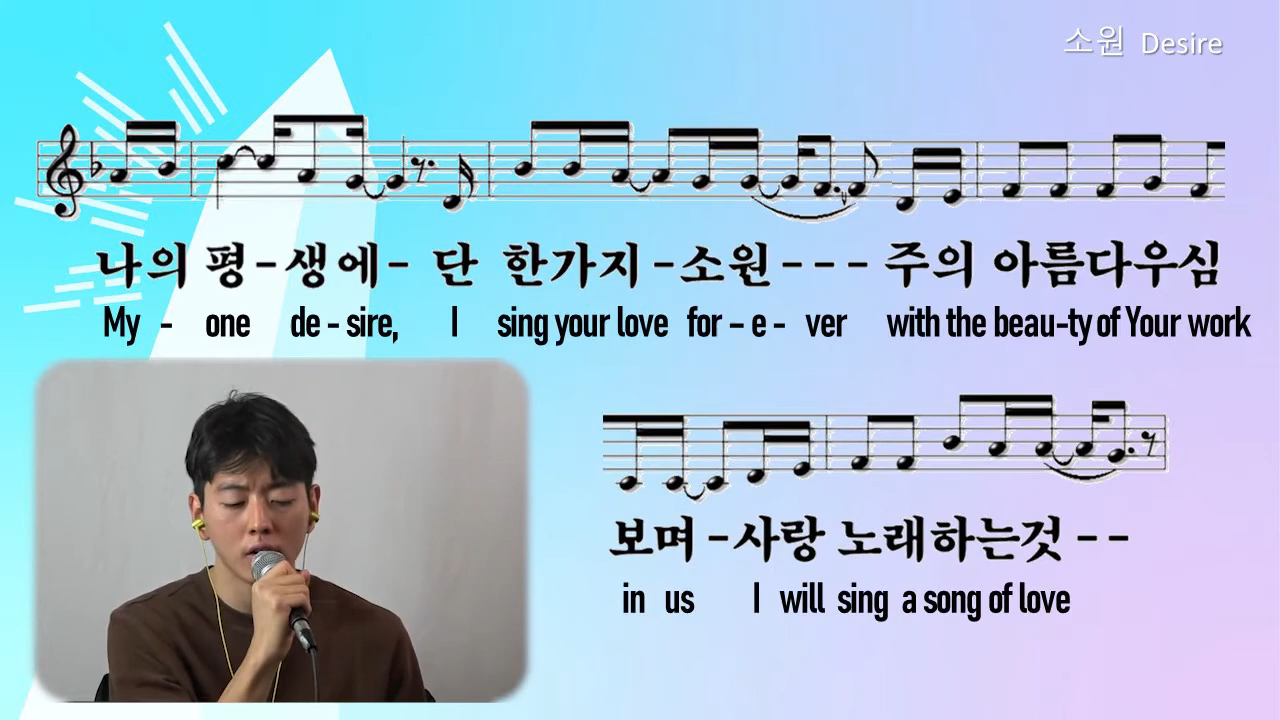 소원 Desire
나의 평-생에- 단 한가지-소원--- 주의 아름다우심
My - one de-sire, I sing your love for-e- ver with the beau-ty of Your work
보며-사랑 노래하는것--
in us I will sing a song of love